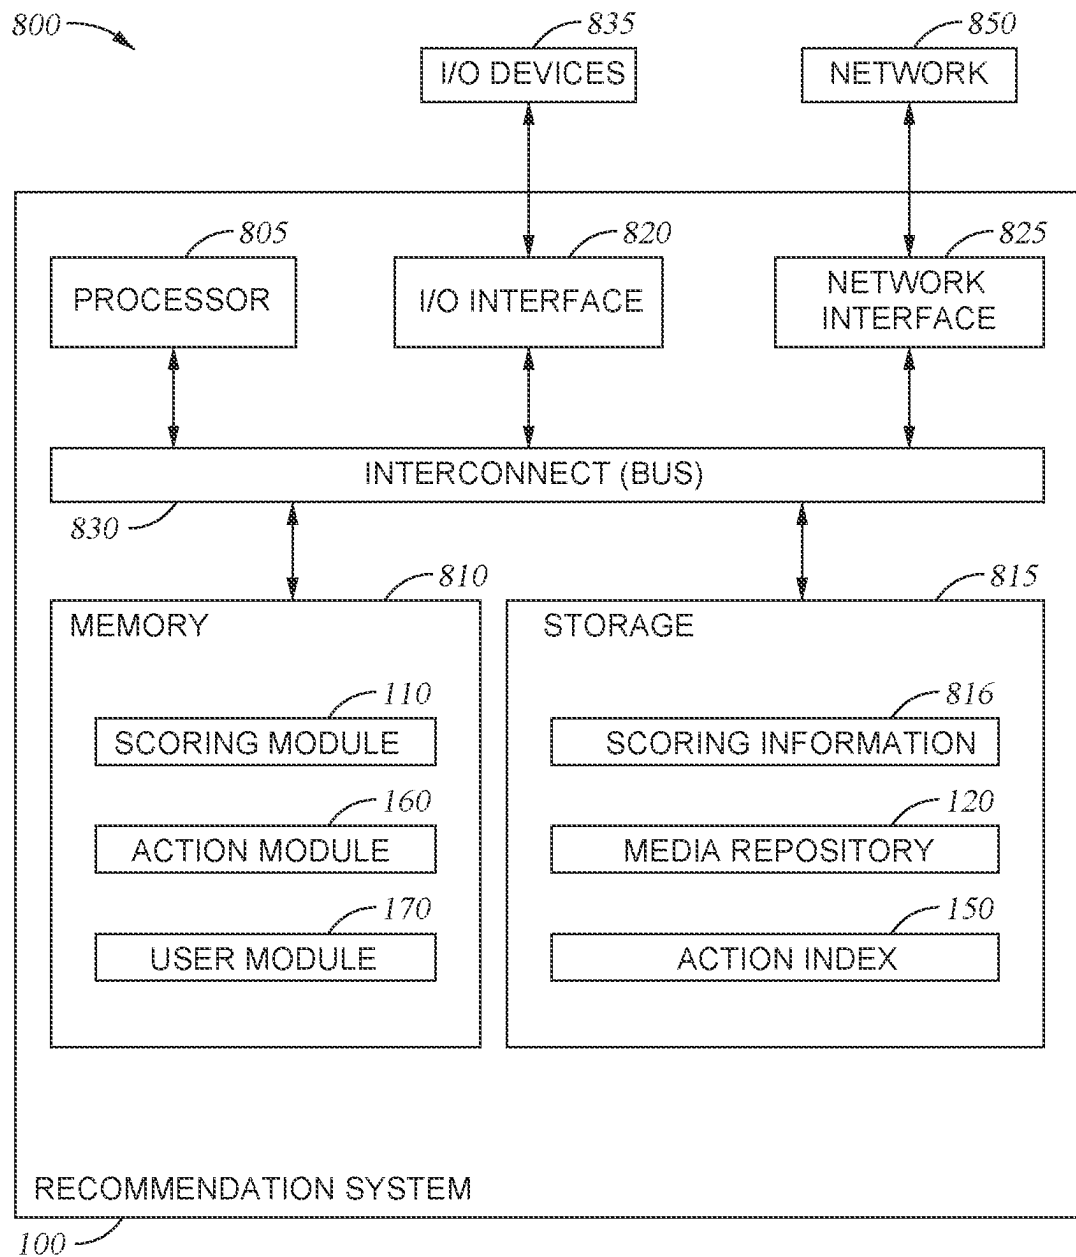 800
835
850
I/O DEVICES
NETWORK
805
820
825
PROCESSOR
I/O INTERFACE
NETWORK
INTERFACE
INTERCONNECT (BUS)
830
810
815
MEMORY
STORAGE
110
816
SCORING MODULE
SCORING INFORMATION
160
120
ACTION MODULE
MEDIA REPOSITORY
170
150
USER MODULE
ACTION INDEX
RECOMMENDATION SYSTEM
100